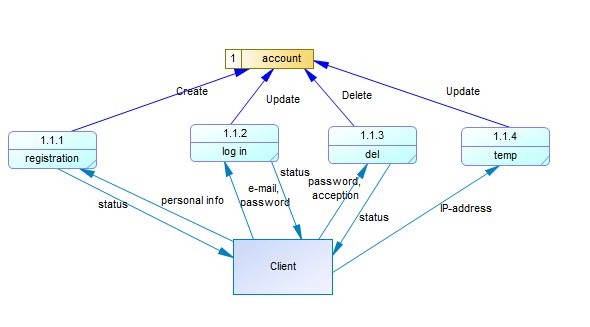 1 account
Create
Update
Delete
Update
1.1.1
registration
1.1.2
log in
1.1.3
del
1.1.4
temp
status
personal info
e-mail,
password
status
password,
acception
status
IP-address
Client